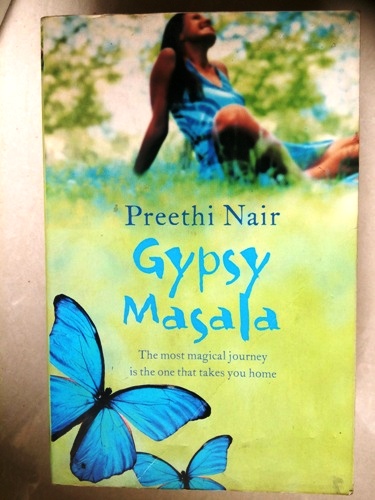 Preethi Nair
Gypsy
Masala
The most magical journey
is the one that takes you home